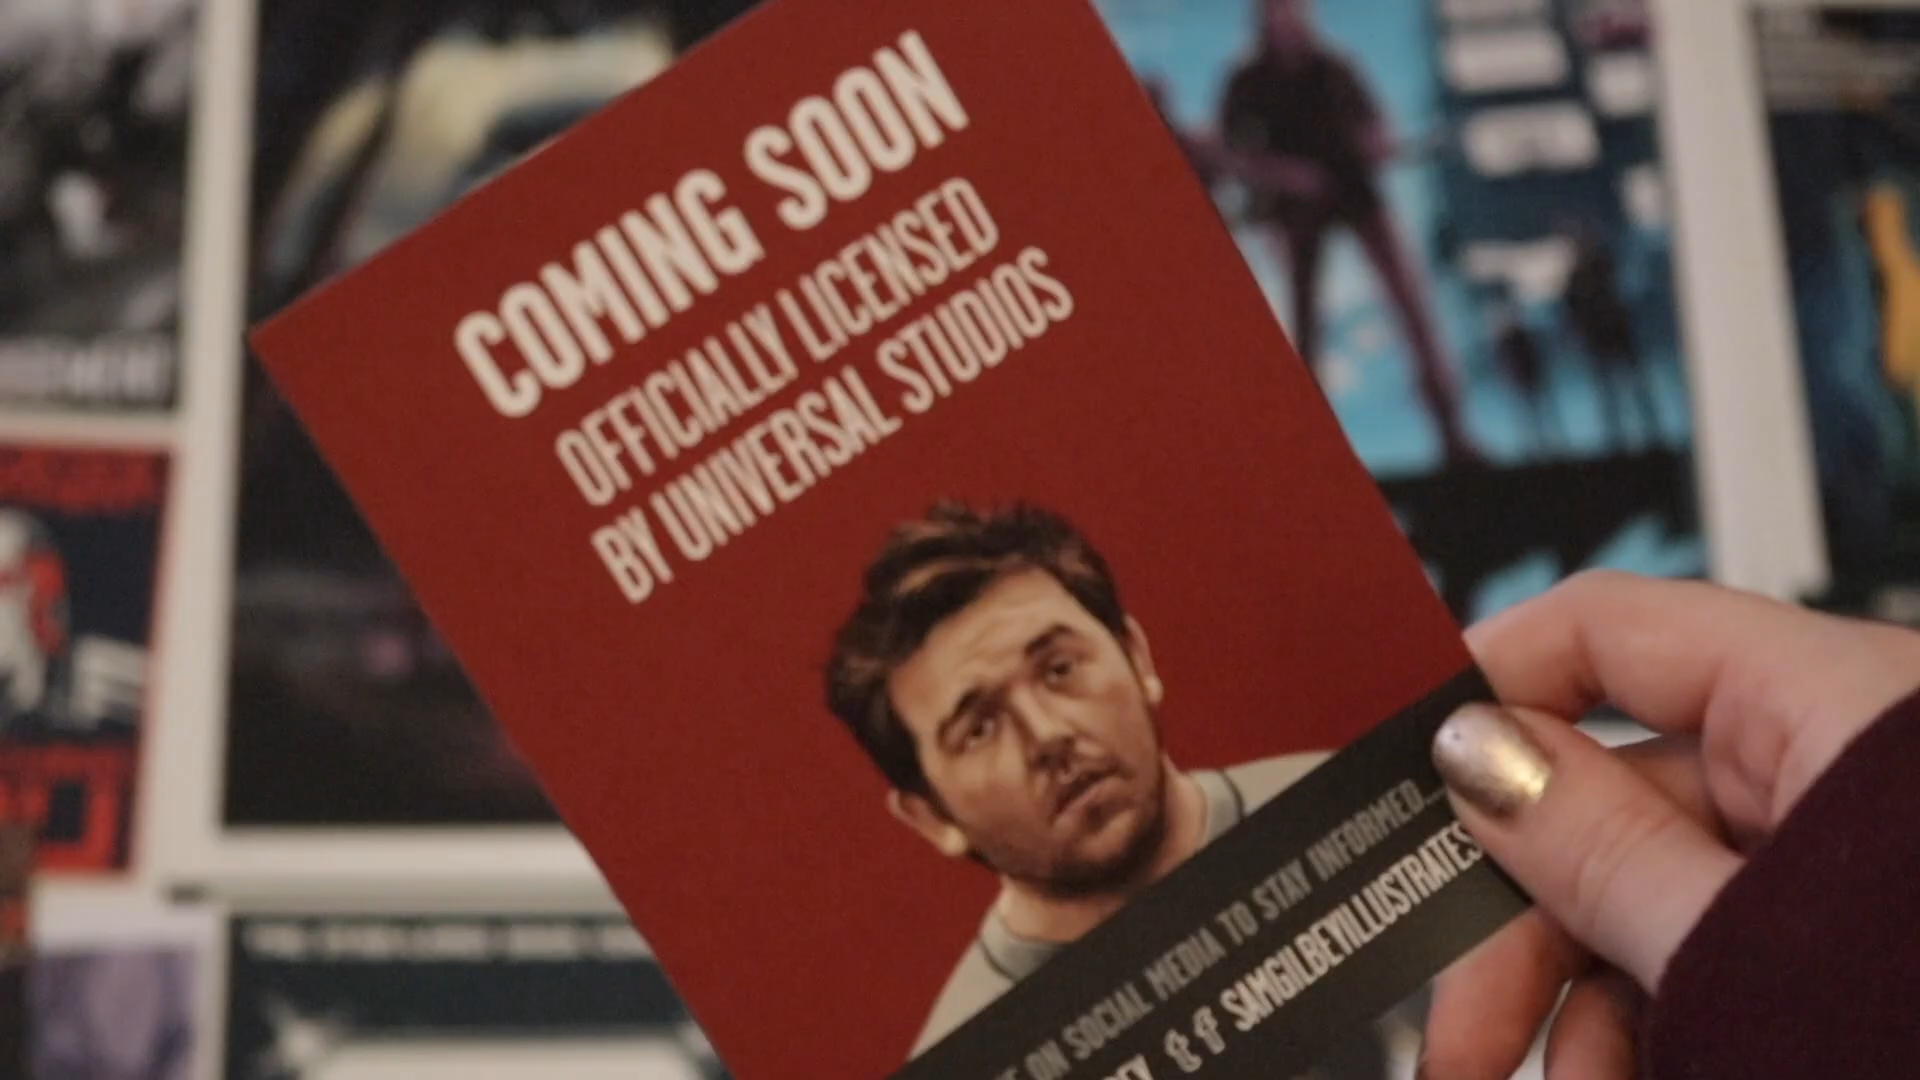 COMING SOON
OFFICIALLY LICENSED
BY UNIVERSAL STUDIOS
ON SOCIAL MEDIA TO STAY INFORMED...
SAMGILBEYILLUSTRATES